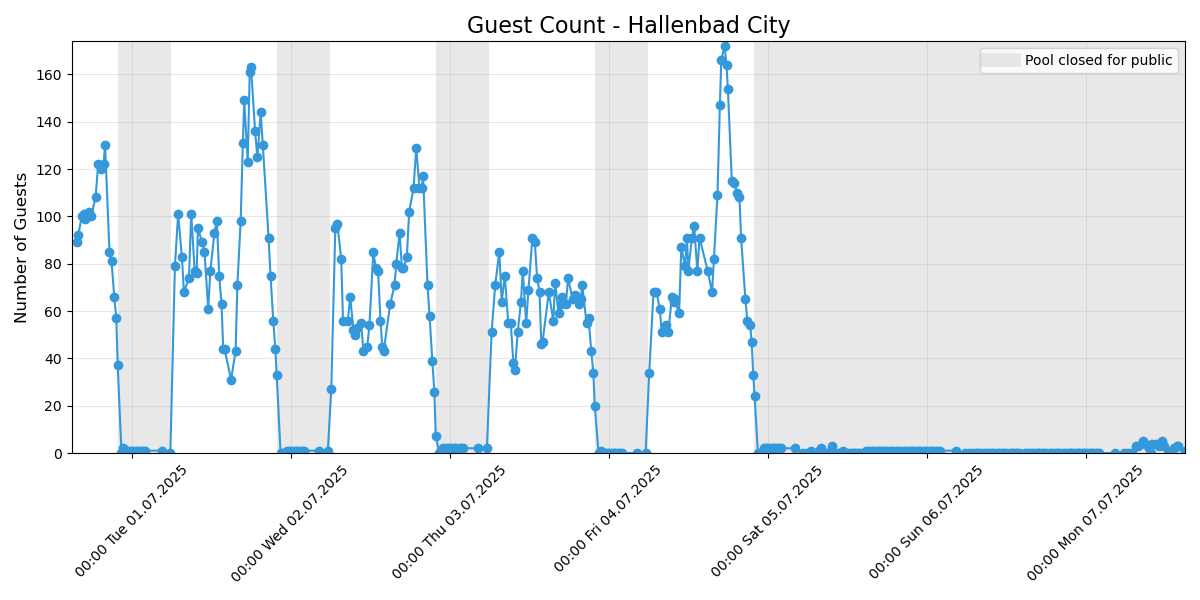 Guest Count - Hallenbad City
Pool closed for public
Number of Guests
160
140
120
100
80
60
40
20
0
00:00 Tue 01.07.2025
00:00 Wed 02.07.2025
00:00 Thu 03.07.2025
00:00 Fri 04.07.2025
00:00 Sat 05.07.2025
00:00 Sun 06.07.2025
00:00 Mon 07.07.2025